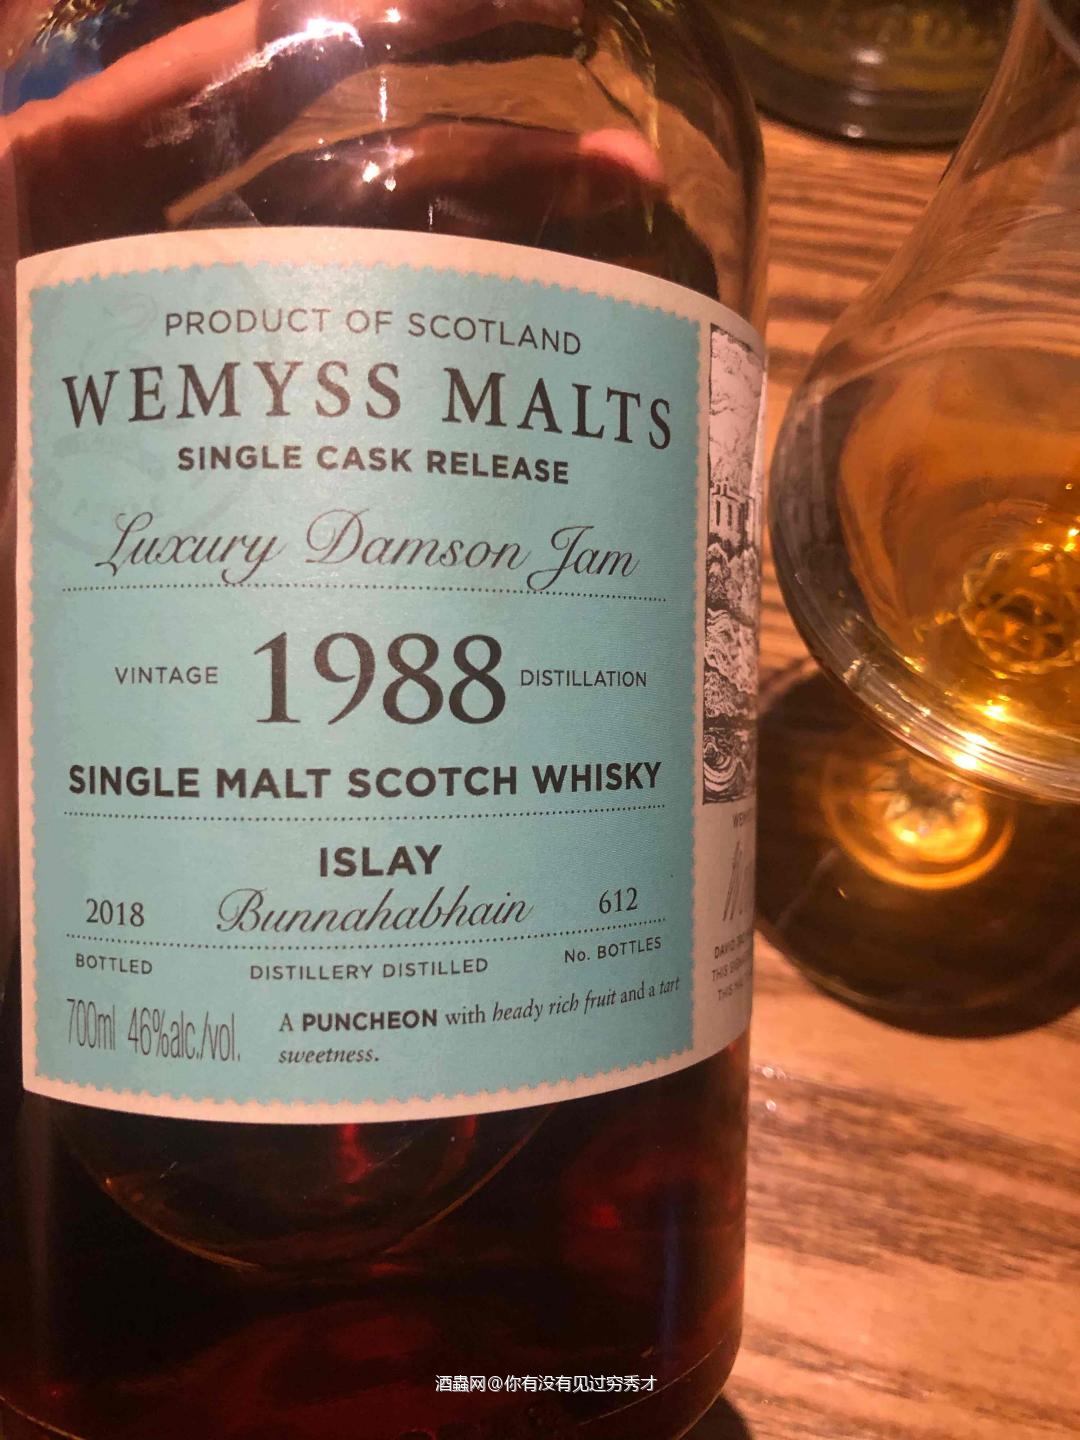 PRODUCT OF SCOTLAND
WEMYSS MALTS
SINGLE CASK RELEASE
Luxury Damson Jam
VINTAGE 1988 DISTILLATION
SINGLE MALT SCOTCH WHISKY
ISLAY
2018 Bunnahabhain 612
BOTTLED DISTILLERY DISTILLED No. BOTTLES
700ml 46%alc./vol.
A PUNCHEON with heady rich fruit and a tart
sweetness.
酒蟲网@你有没有见过穷秀才